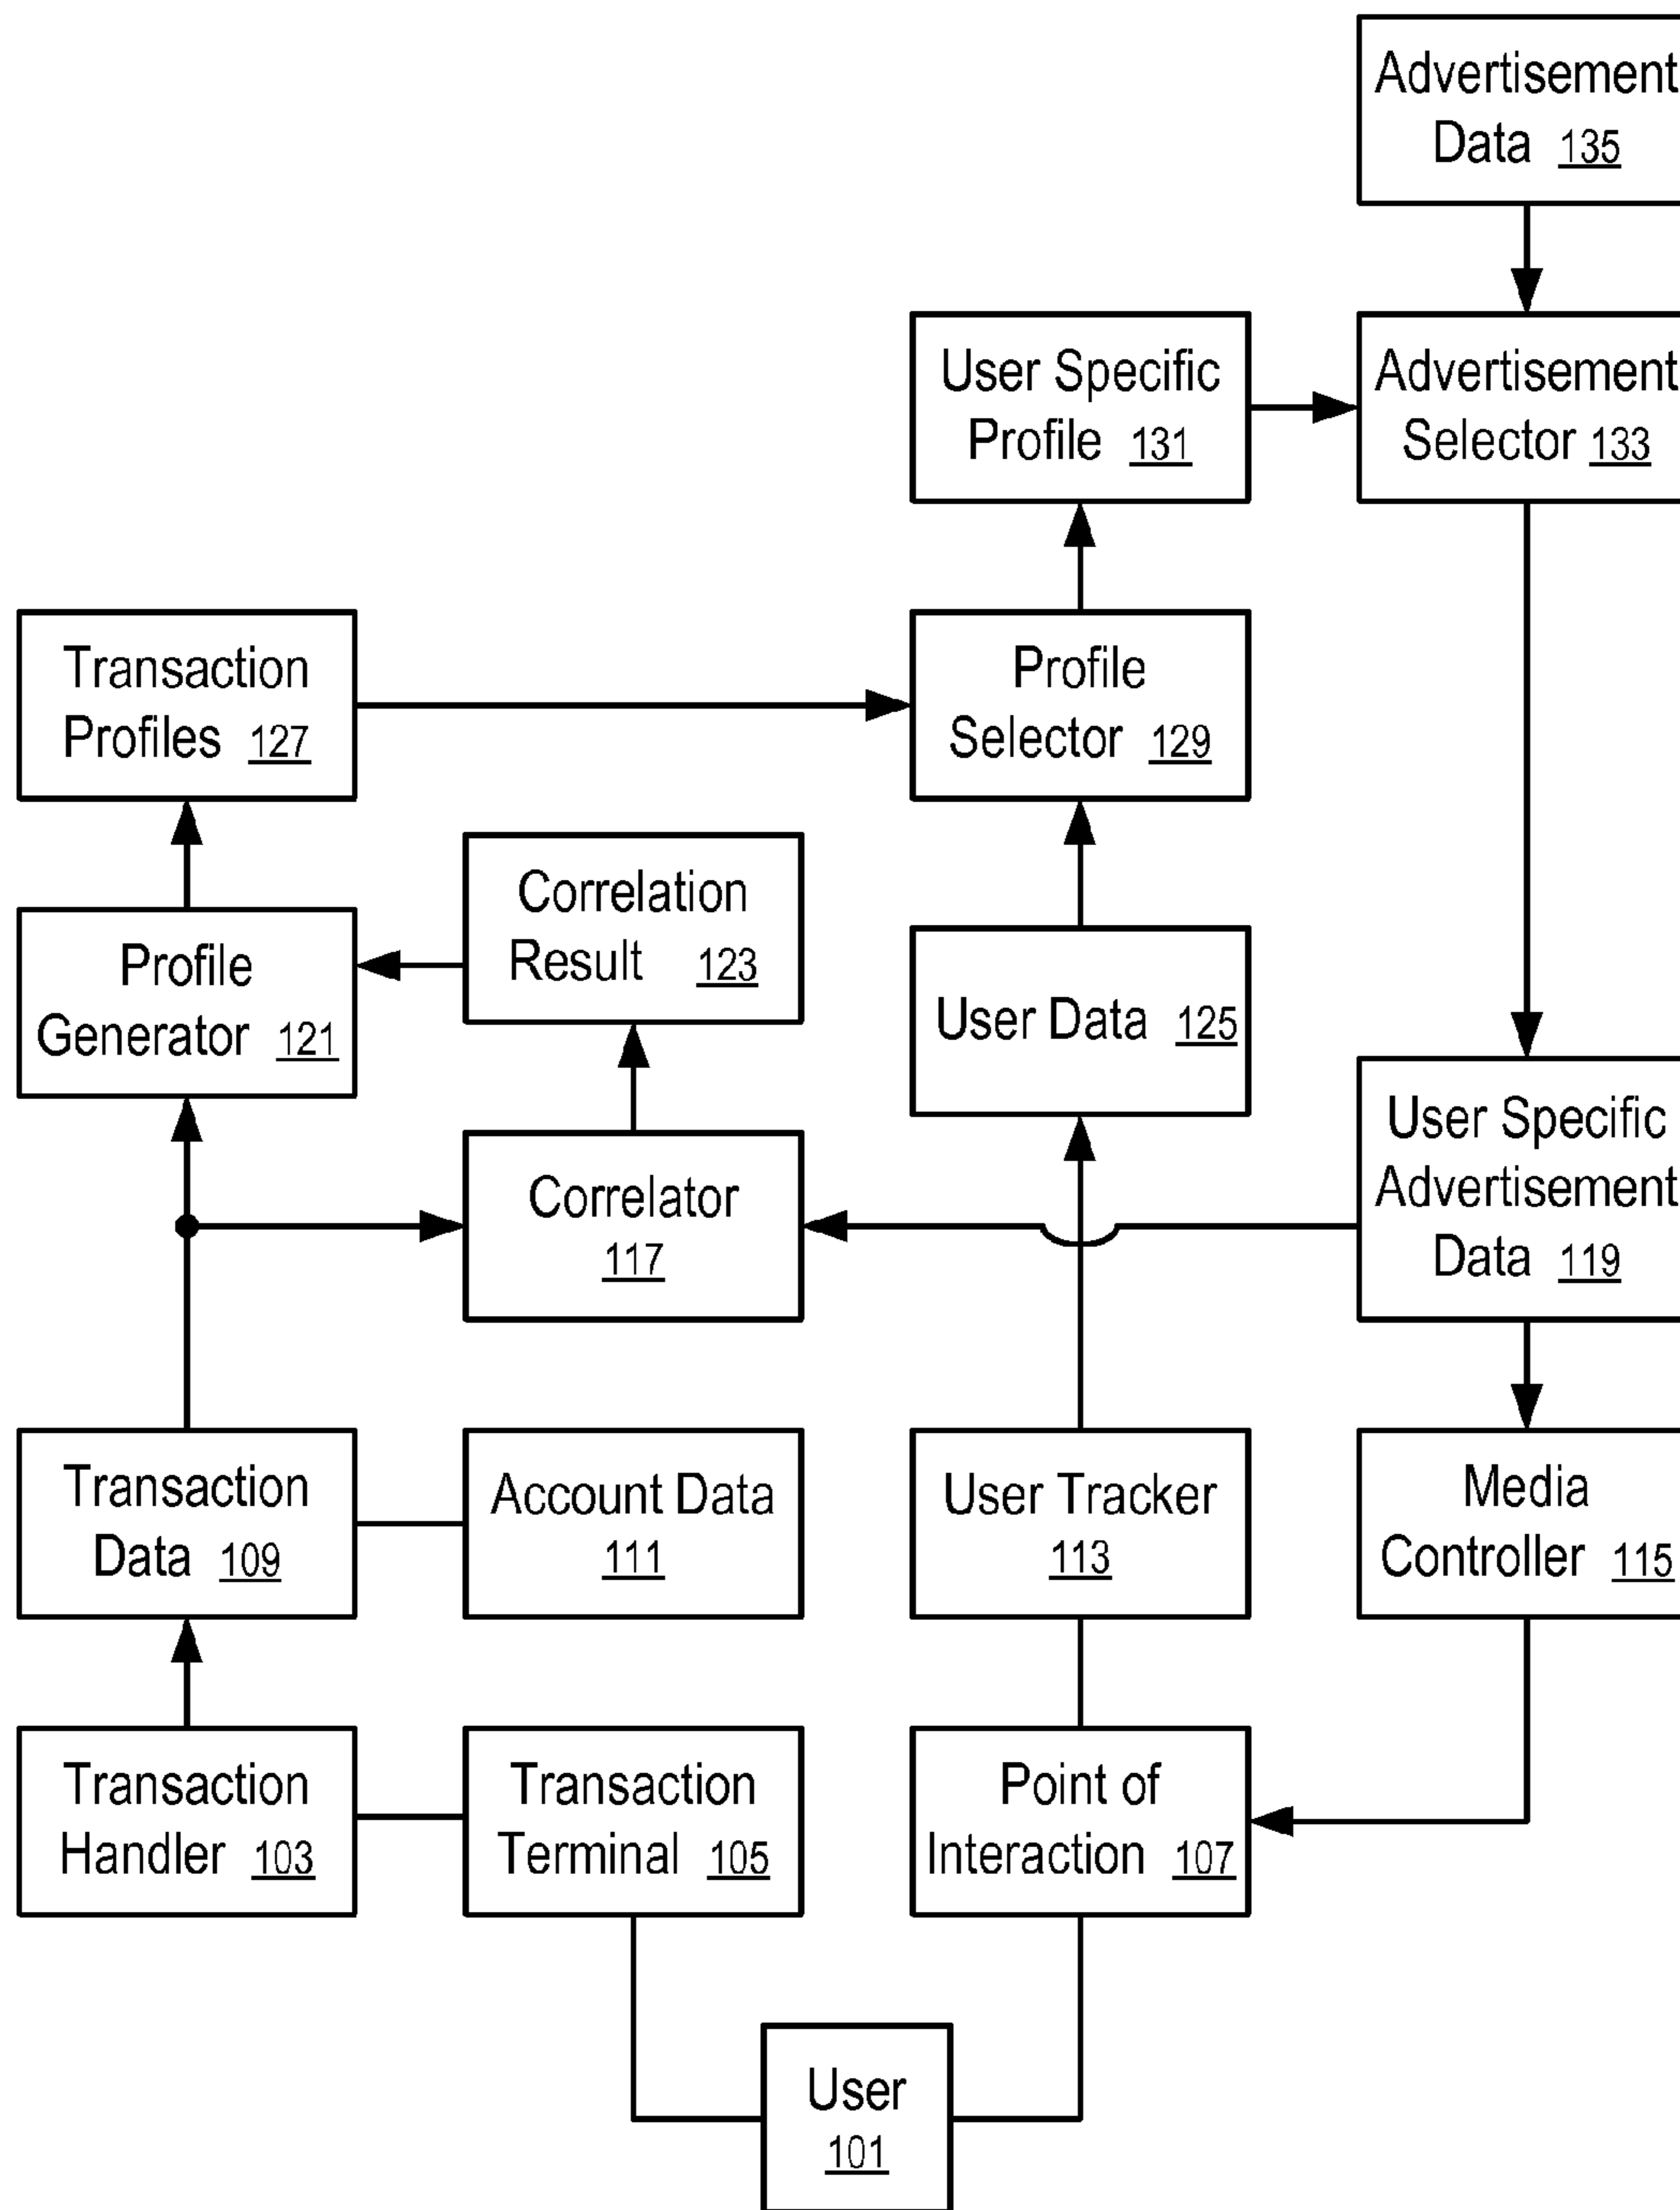 Advertisement
Data 135
User Specific
Profile 131
Advertisement
Selector 133
Transaction
Profiles 127
Profile
Selector 129
Correlation
Result 123
Profile
Generator 121
User Data 125
User Specific
Advertisement
Data 119
Correlator
117
Transaction
Data 109
Account Data
111
User Tracker
113
Media
Controller 115
Transaction
Handler 103
Transaction
Terminal 105
Point of
Interaction 107
User
101